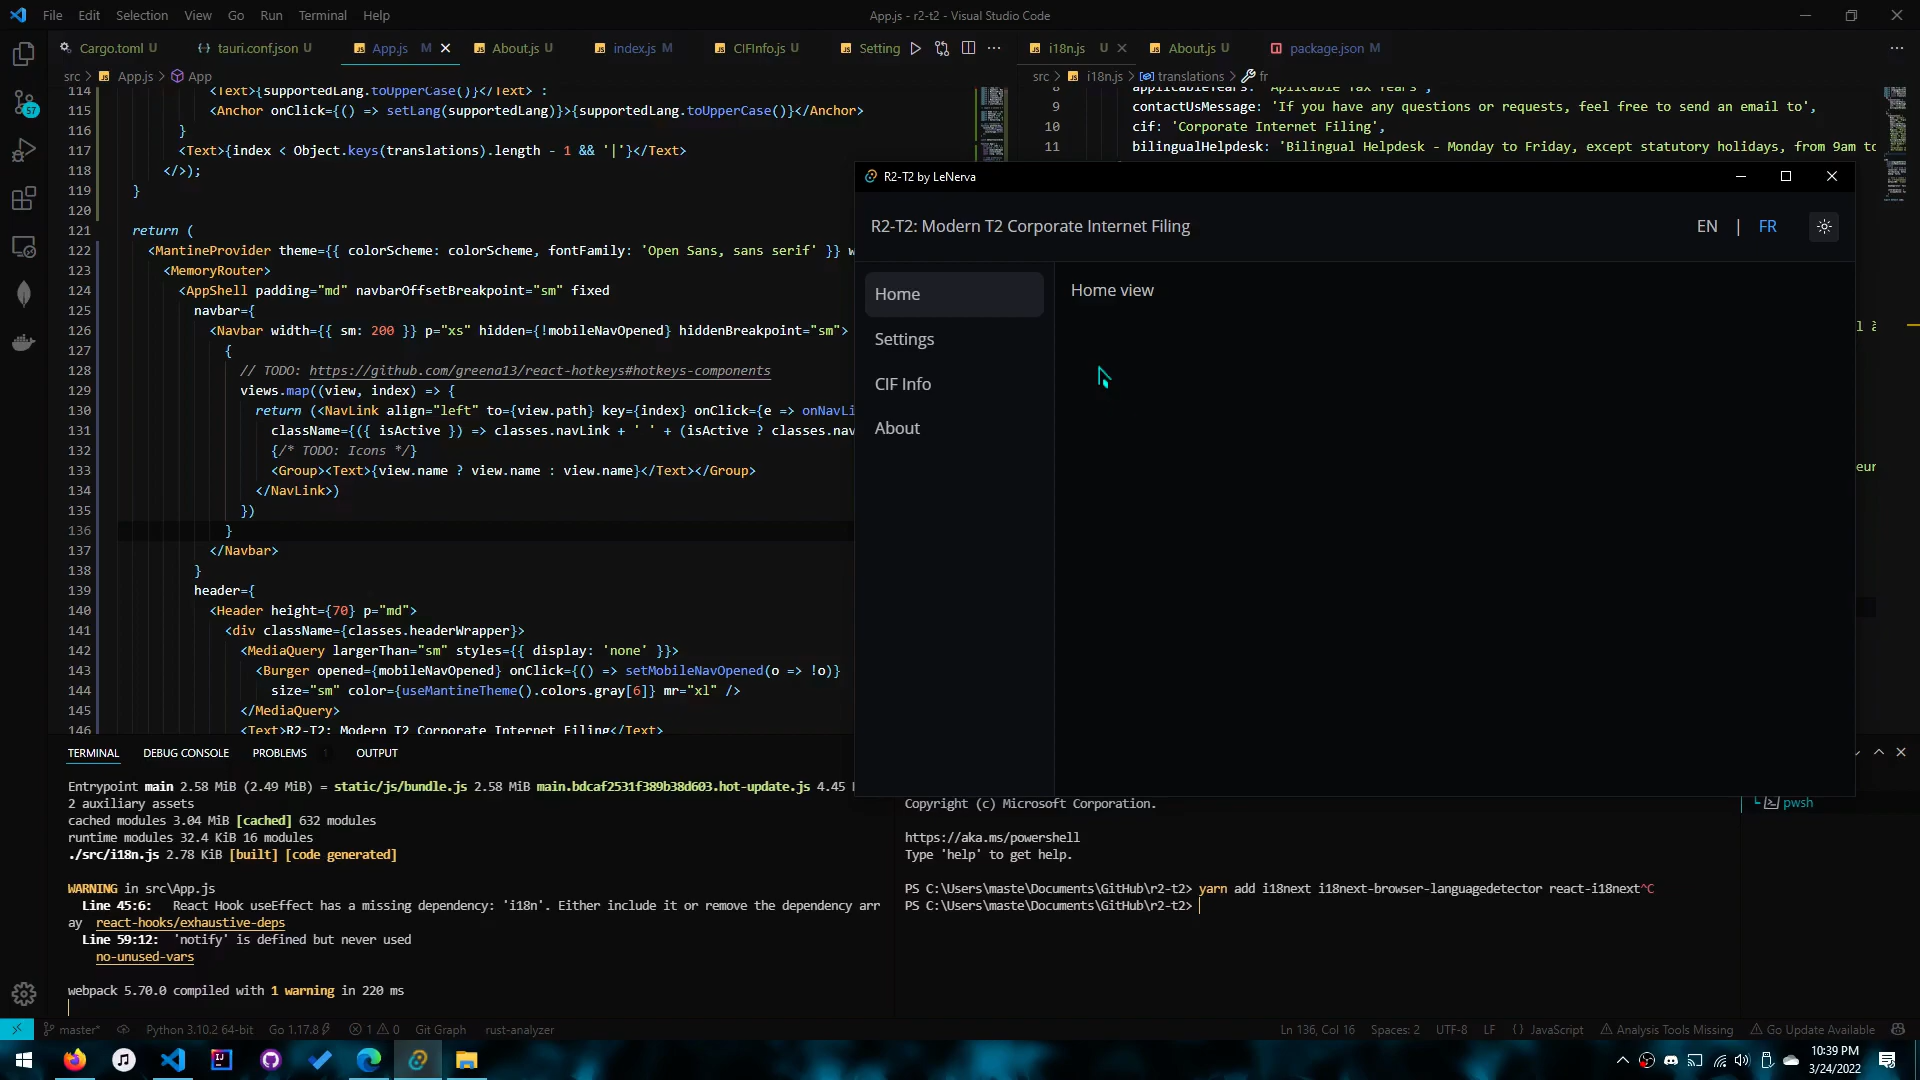 File Edit Selection View Go Run Terminal Help
App.js - r2-t2 - Visual Studio Code
Cargo.toml U
tauri.conf.json U
App.js M
About.js U
index.js M
CIFInfo.js U
Setting
i18n.js U
About.js U
package.json M
src > App.js > App
src > i18n.js > translations > fr
114 <Text>{supportedLang.toUpperCase()}</Text> :
115 <Anchor onClick={() => setLang(supportedLang)}>{supportedLang.toUpperCase()}</Anchor>
116 }
117 <Text>{index < Object.keys(translations).length - 1 && '|'}</Text>
118 </>);
119 }
120
121 return (
122 <MantineProvider theme={{ colorScheme: colorScheme, fontFamily: 'Open Sans, sans serif' }} w
123 <MemoryRouter>
124 <AppShell padding="md" navbarOffsetBreakpoint="sm" fixed
125 navbar={
126 <Navbar width={{ sm: 200 }} p="xs" hidden={!mobileNavOpened} hiddenBreakpoint="sm">
127 {
128 // TODO: https://github.com/greena13/react-hotkeys#hotkeys-components
129 views.map((view, index) => {
130 return (<NavLink align="left" to={view.path} key={index} onClick={e => onNavLi
131 className={({ isActive }) => classes.navLink + ' ' + (isActive ? classes.nav
132 {/* TODO: Icons */}
133 <Group><Text>{view.name ? view.name : view.name}</Text></Group>
134 </NavLink>)
135 })
136 }
137 </Navbar>
138 }
139 header={
140 <Header height={70} p="md">
141 <div className={classes.headerWrapper}>
142 <MediaQuery largerThan="sm" styles={{ display: 'none' }}>
143 <Burger opened={mobileNavOpened} onClick={() => setMobileNavOpened(o => !o)}
144 size="sm" color={useMantineTheme().colors.gray[6]} mr="xl" />
145 </MediaQuery>
146 <Text>R2-T2: Modern T2 Corporate Internet Filing</Text>
8 applicableYears: 'Aplicable Tax Years',
9 contactUsMessage: 'If you have any questions or requests, feel free to send an email to',
10 cif: 'Corporate Internet Filing',
11 bilingualHelpdesk: 'Bilingual Helpdesk - Monday to Friday, except statutory holidays, from 9am to
R2-T2 by LeNerva
R2-T2: Modern T2 Corporate Internet Filing
EN | FR
Home
Settings
CIF Info
About
Home view
l à
eur
TERMINAL DEBUG CONSOLE PROBLEMS 1 OUTPUT
Entrypoint main 2.58 MiB (2.49 MiB) = static/js/bundle.js 2.58 MiB main.bdcaf2531f389b38d603.hot-update.js 4.45
2 auxiliary assets
cached modules 3.04 MiB [cached] 632 modules
runtime modules 32.4 KiB 16 modules
./src/i18n.js 2.78 KiB [built] [code generated]
WARNING in src\App.js
Line 45:6: React Hook useEffect has a missing dependency: 'i18n'. Either include it or remove the dependency arr
ay react-hooks/exhaustive-deps
Line 59:12: 'notify' is defined but never used
no-unused-vars
webpack 5.70.0 compiled with 1 warning in 220 ms
Copyright (c) Microsoft Corporation.
https://aka.ms/powershell
Type 'help' to get help.
PS C:\Users\maste\Documents\GitHub\r2-t2> yarn add i18next i18next-browser-languagedetector react-i18next^C
PS C:\Users\maste\Documents\GitHub\r2-t2>
pwsh
57
master* Python 3.10.2 64-bit Go 1.17.8 1 0 Git Graph rust-analyzer
Ln 136, Col 16 Spaces: 2 UTF-8 LF {} JavaScript Analysis Tools Missing Go Update Available
10:39 PM
3/24/2022